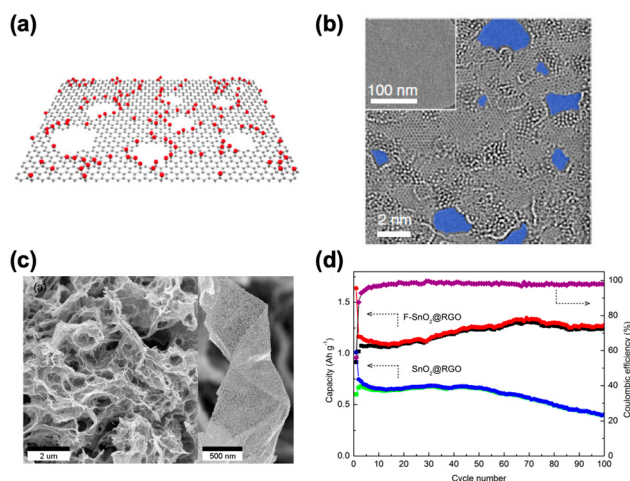 (a)
(b)
100 nm
2 nm
(c)
(a)
2 um
500 nm
(d)
Capacity (Ah g⁻¹)
1.5
1.0
0.5
0.0
F-SnO₂@RGO
SnO₂@RGO
100
80
60
40
20
0
Coulombic efficiency (%)
0 10 20 30 40 50 60 70 80 90 100
Cycle number